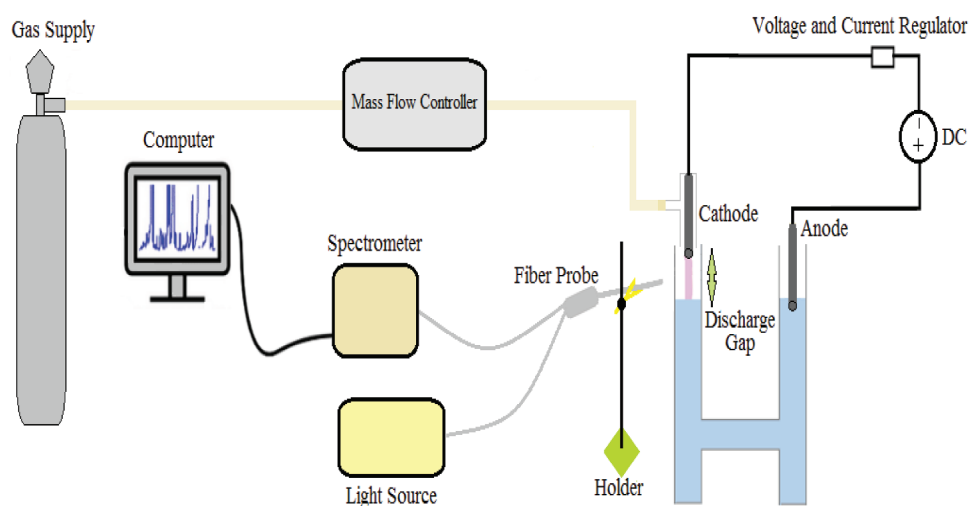 Gas Supply
Voltage and Current Regulator
Mass Flow Controller
Computer
DC
Cathode
Anode
Spectrometer
Fiber Probe
Discharge
Gap
Light Source
Holder